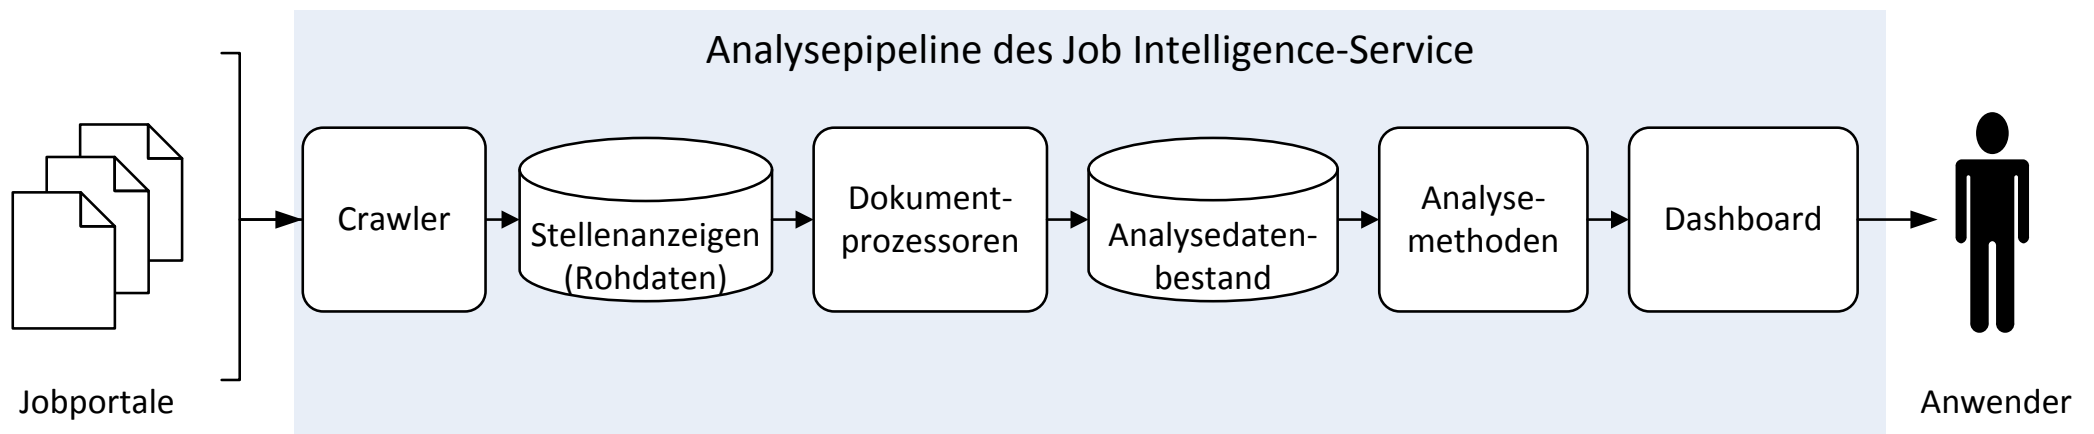 Analysepipeline des Job Intelligence-Service
Jobportale
Crawler
Stellenanzeigen
(Rohdaten)
Dokument-
prozessoren
Analysedaten-
bestand
Analyse-
methoden
Dashboard
Anwender